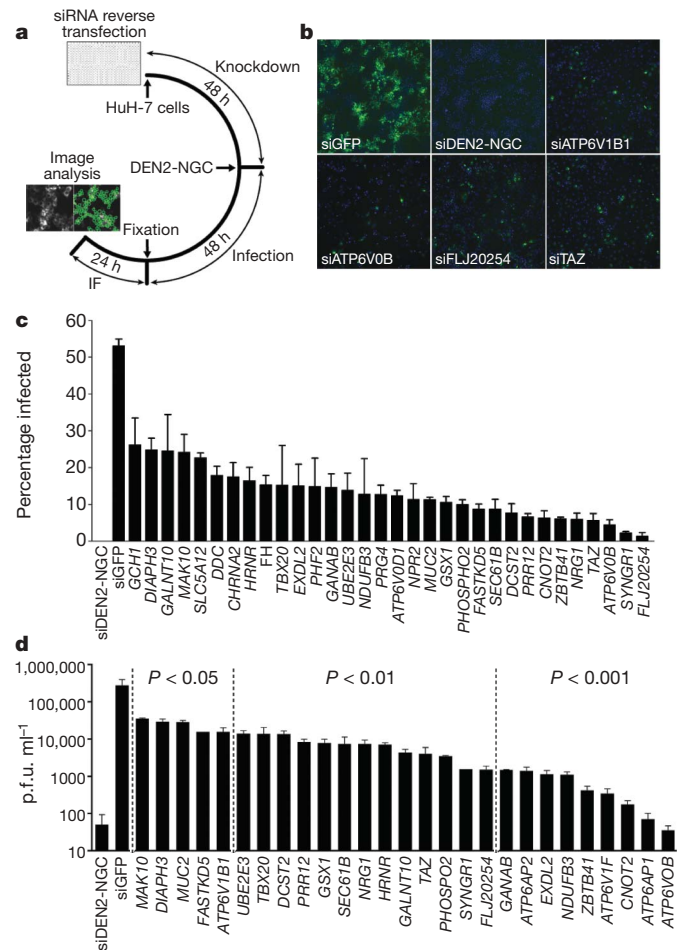 a
siRNA reverse
transfection
Knockdown
48 h
HuH-7 cells
DEN2-NGC
Image
analysis
Fixation
48 h
Infection
24 h
IF
b
siGFP
siDEN2-NGC
siATP6V1B1
siATP6V0B
siFLJ20254
siTAZ
c
Percentage infected
60
50
40
30
20
10
0
siDEN2-NGC
siGFP
GCH1
DIAPH3
GALNT10
MAK10
SLC5A12
DDC
CHRNA2
HRNR
FH
TBX20
EXDL2
PHF2
GANAB
UBE2E3
NDUFB3
PRG4
ATP6V0D1
NPR2
MUC2
GSX1
PHOSPHO2
FASTKD5
SEC61B
DCST2
PRR12
CNOT2
ZBTB41
NRG1
TAZ
ATP6V0B
SYNGR1
FLJ20254
d
p.f.u. ml⁻¹
1,000,000
100,000
10,000
1000
100
10
P < 0.05
P < 0.01
P < 0.001
siDEN2-NGC
siGFP
MAK10
DIAPH3
MUC2
FASTKD5
ATP6V1B1
UBE2E3
TBX20
DCST2
PRR12
GSX1
SEC61B
NRG1
HRNR
GALNT10
TAZ
PHOSPO2
SYNGR1
FLJ20254
GANAB
ATP6AP2
EXDL2
NDUFB3
ZBTB41
ATP6V1F
CNOT2
ATP6AP1
ATP6VOB